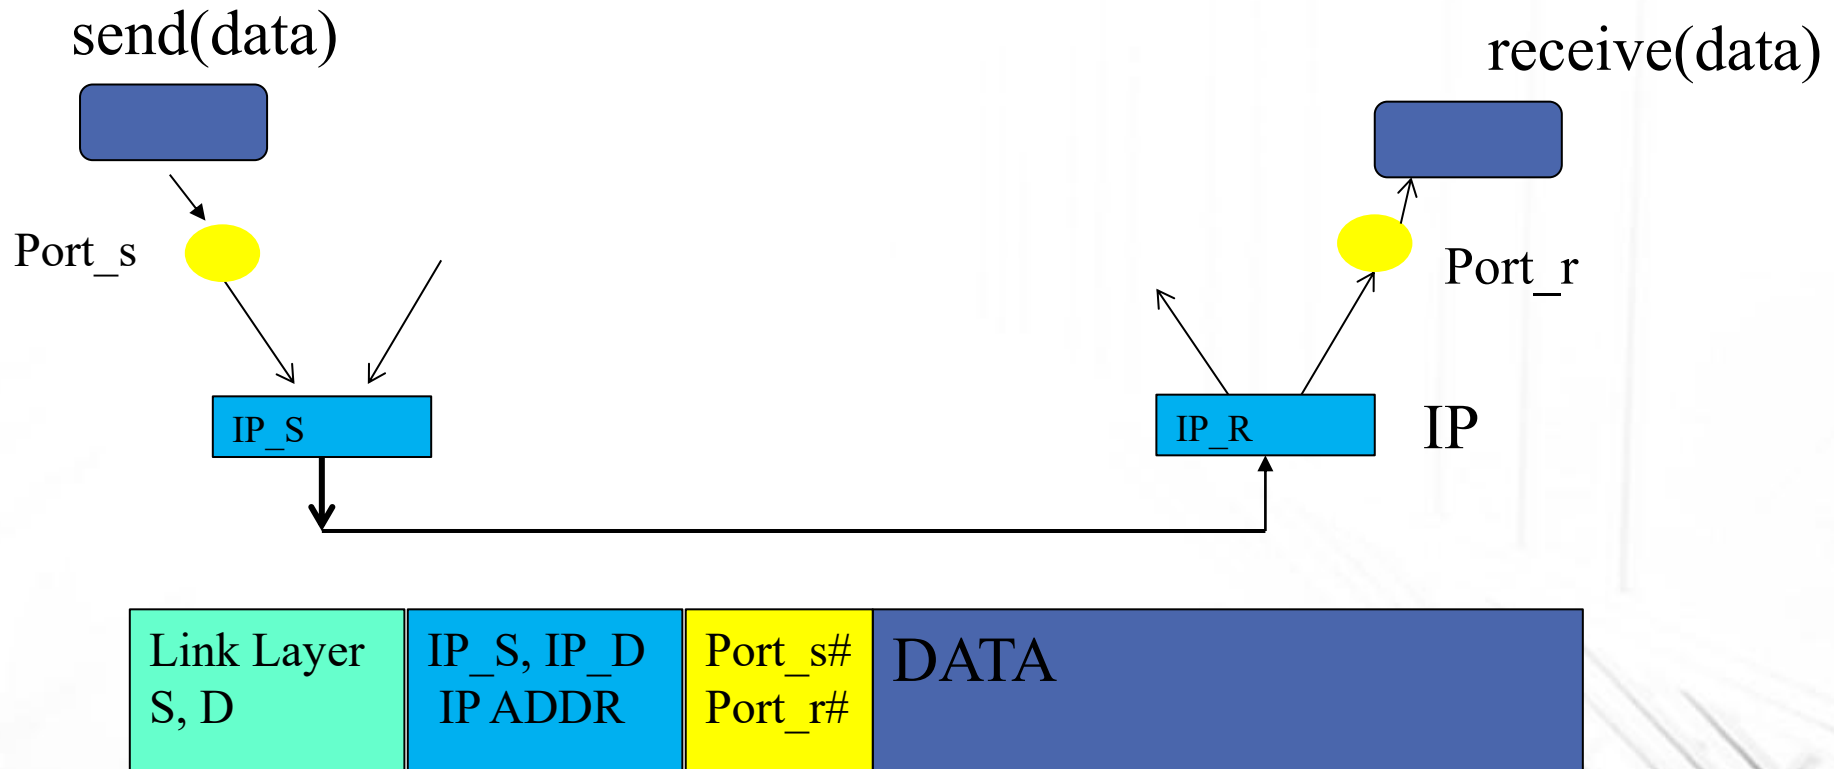 send(data)
receive(data)
Port_s
Port_r
IP_S
IP_R
IP
Link Layer
S, D
IP_S, IP_D
IP ADDR
Port_s#
Port_r#
DATA